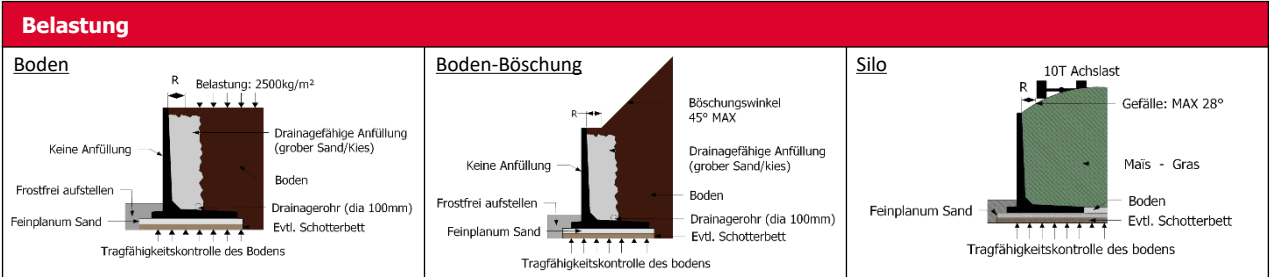 Belastung
Boden
R
Belastung: 2500kg/m²
Drainagefähige Anfüllung
(grober Sand/Kies)
Keine Anfüllung
Boden
Frostfrei aufstellen
Drainagerohr (dia 100mm)
Feinplanum Sand
Evtl. Schotterbett
Tragfähigkeitskontrolle des Bodens
Boden-Böschung
R
Böschungswinkel
45° MAX
Drainagefähige Anfüllung
(grober Sand/kies)
Keine Anfüllung
Boden
Frostfrei aufstellen
Drainagerohr (dia 100mm)
Feinplanum Sand
Evtl. Schotterbett
Tragfähigkeitskontrolle des bodens
Silo
10T Achslast
R
Gefälle: MAX 28°
Maïs - Gras
Boden
Feinplanum Sand
Evtl. Schotterbett
Tragfähigkeitskontrolle des bodens